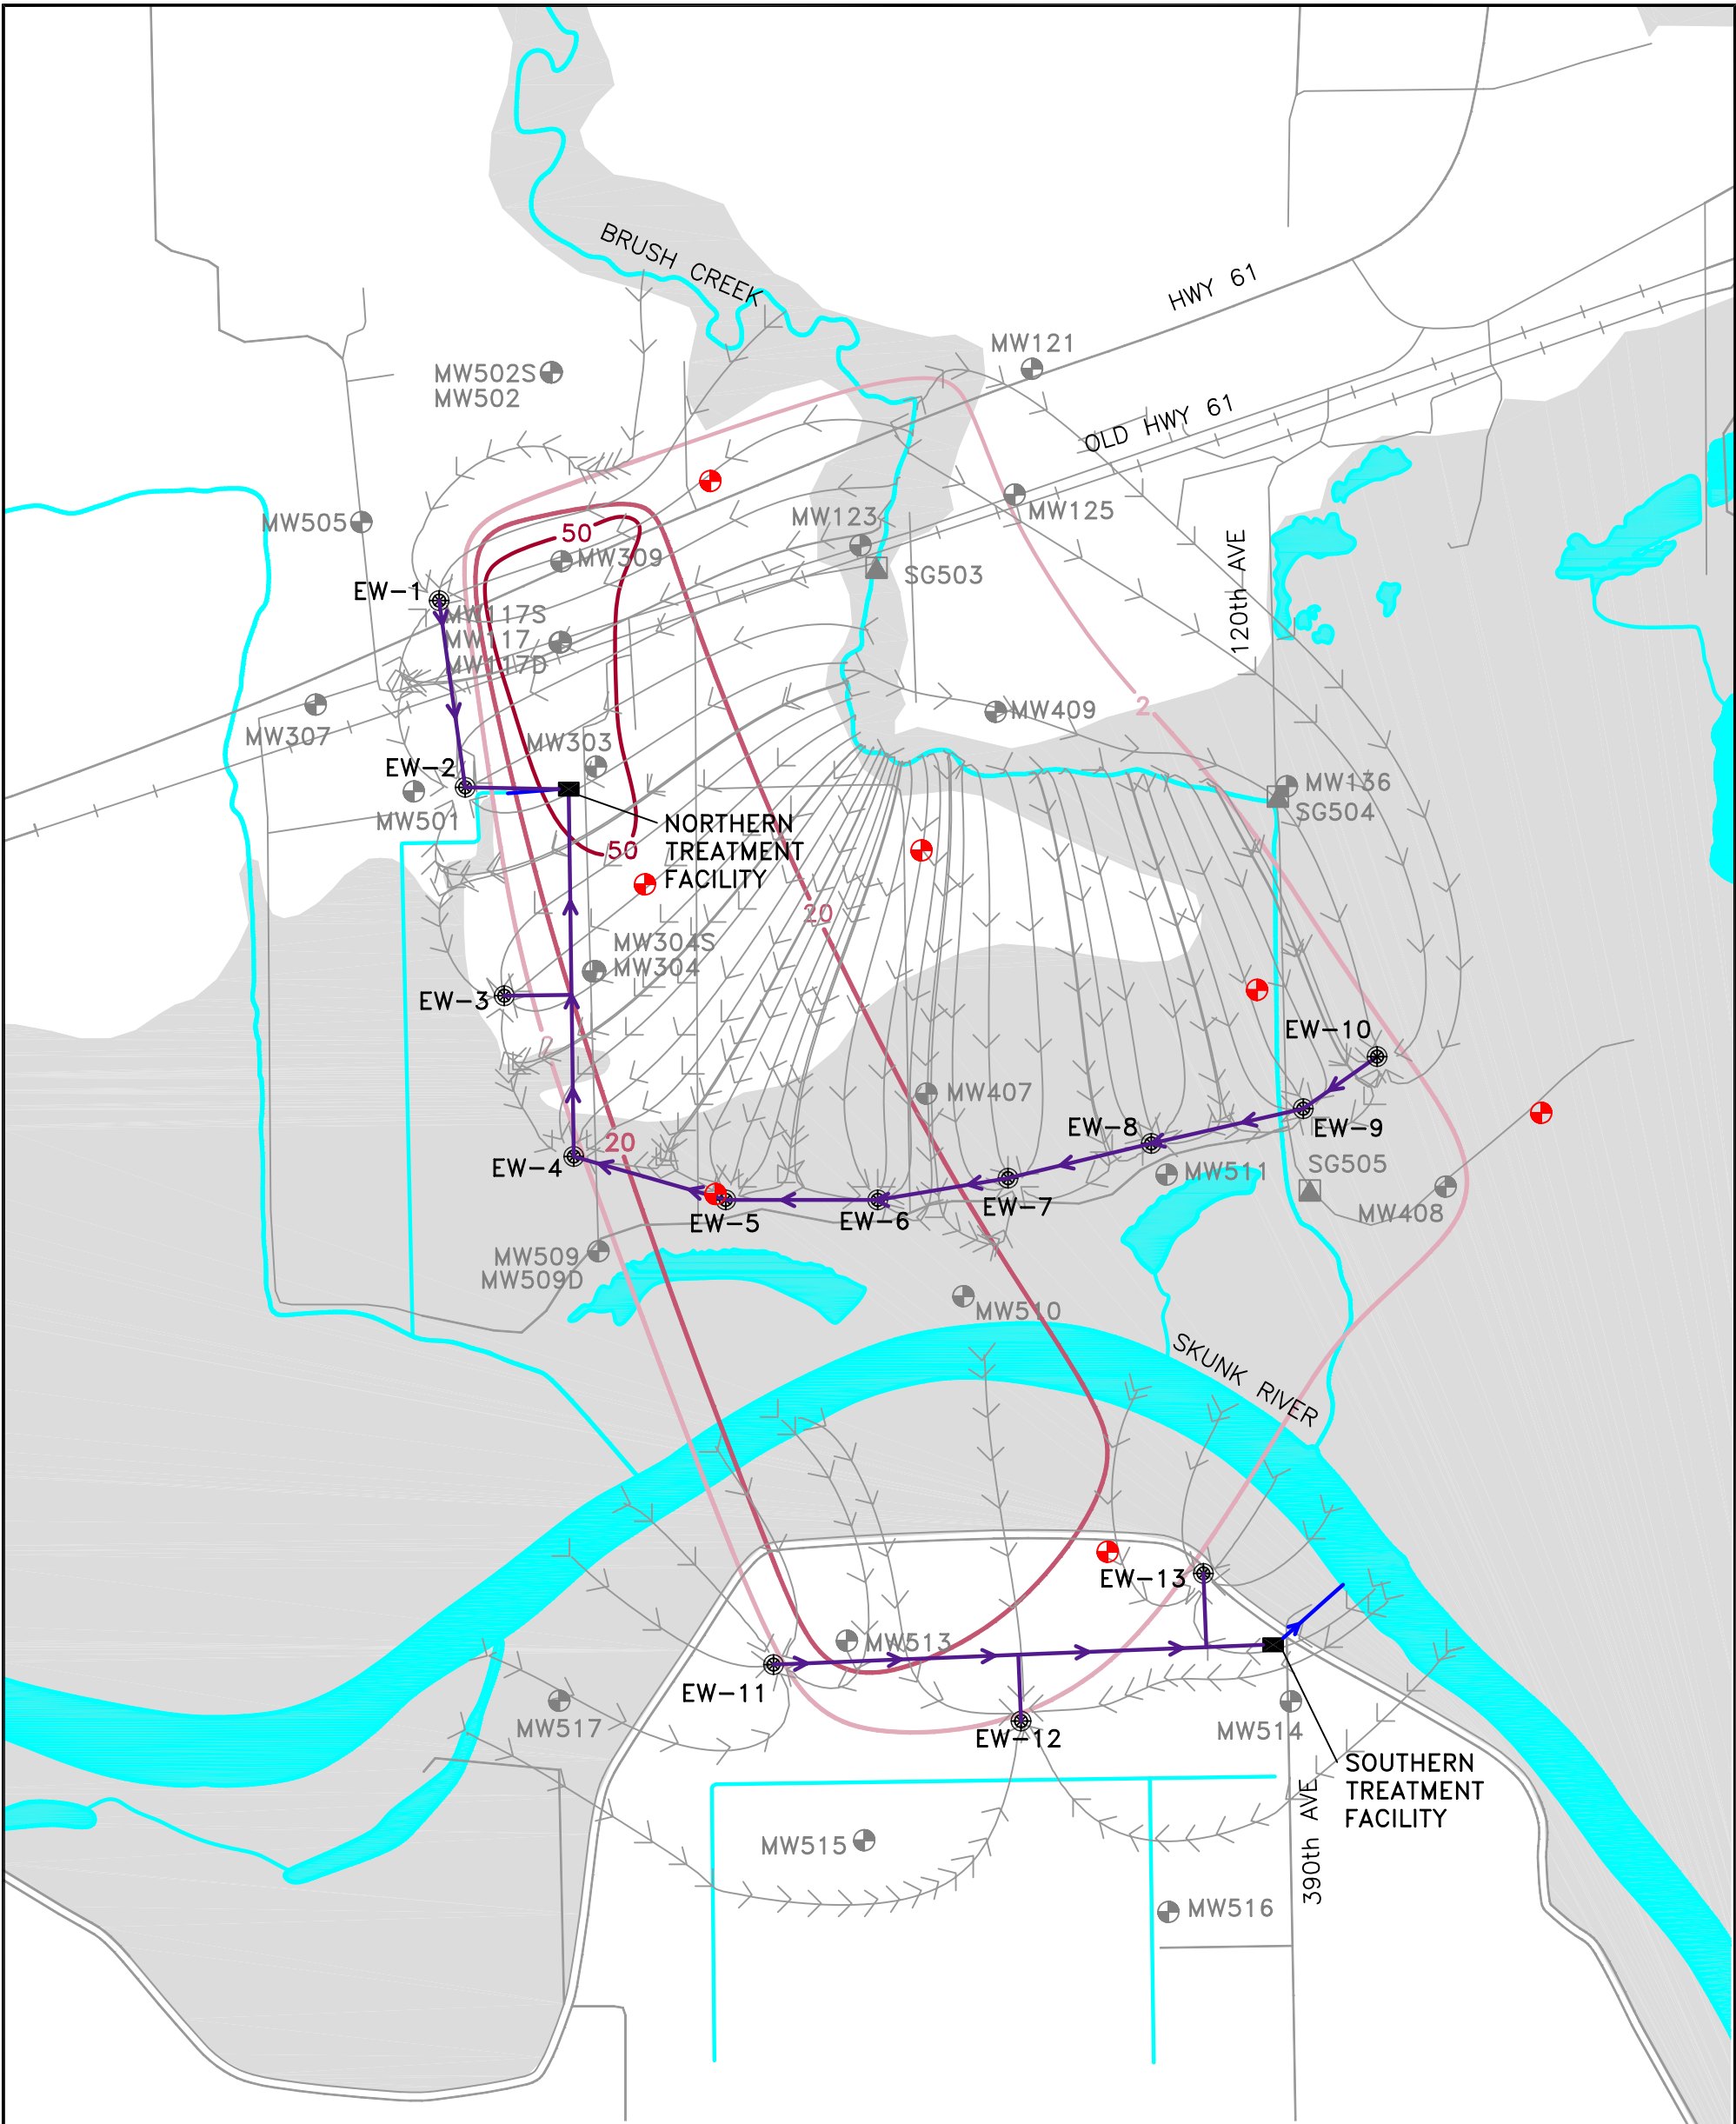 BRUSH CREEK
HWY 61
MW121
MW502S
MW502
OLD HWY 61
MW505
50
MW309
MW123
MW125
SG503
120th AVE
EW-1
MW117S
MW117
MW117D
MW307
MW409
2
MW303
EW-2
MW501
MW136
SG504
NORTHERN
TREATMENT
FACILITY
50
20
MW304S
MW304
EW-3
2
EW-10
MW407
EW-8
EW-9
20
EW-4
MW511
SG505
EW-5
EW-6
EW-7
MW408
MW509
MW509D
MW510
SKUNK RIVER
EW-13
MW513
EW-11
MW517
EW-12
MW514
SOUTHERN
TREATMENT
FACILITY
390th AVE
MW515
MW516